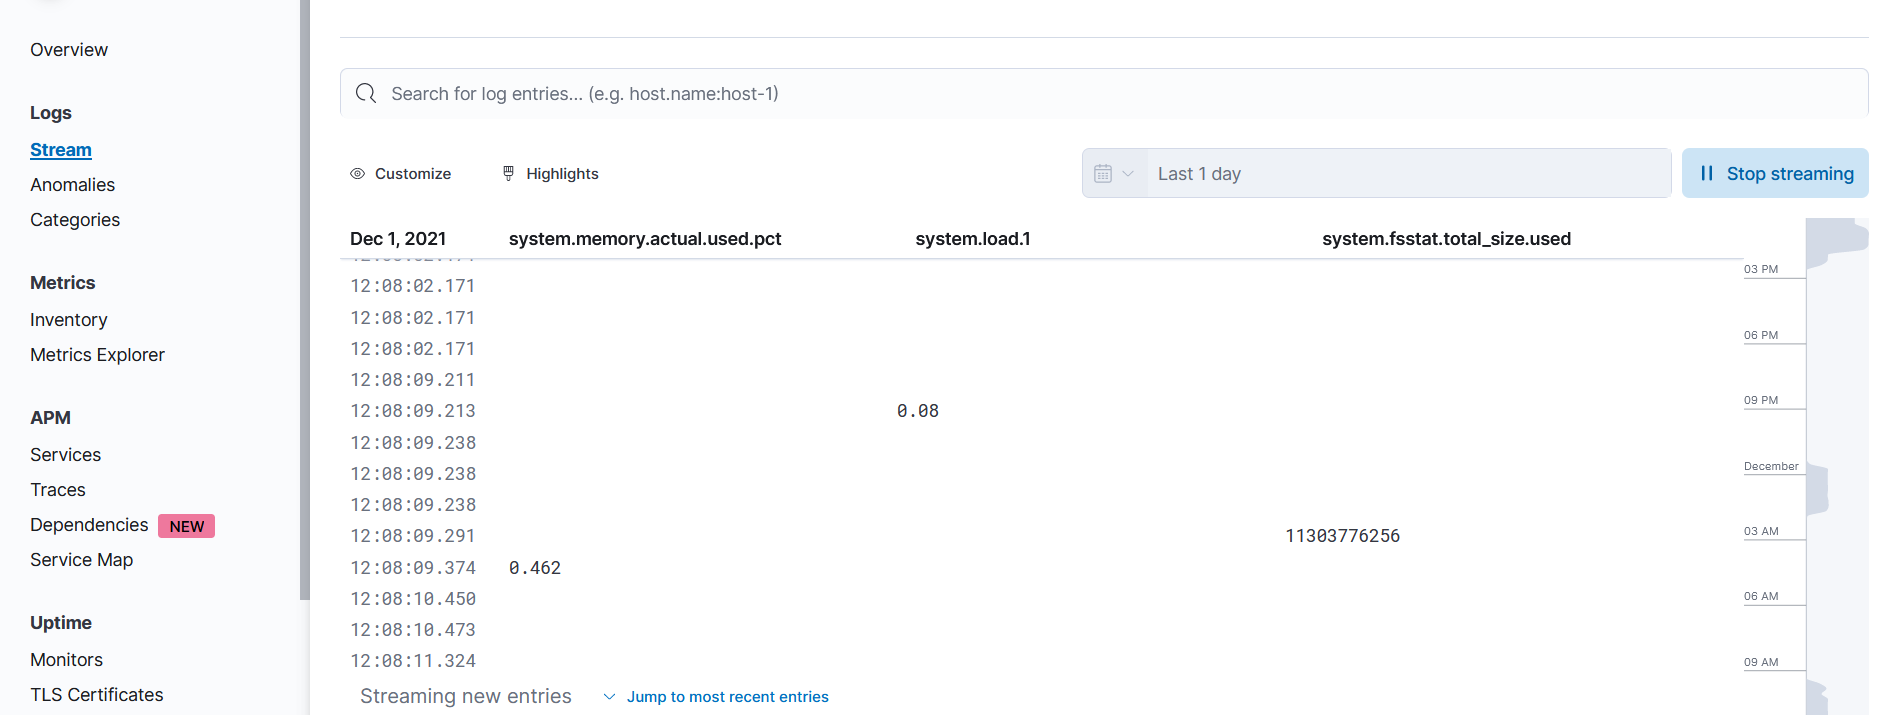 Overview
Logs
Stream
Anomalies
Categories
Metrics
Inventory
Metrics Explorer
APM
Services
Traces
Dependencies NEW
Service Map
Uptime
Monitors
TLS Certificates
Search for log entries... (e.g. host.name:host-1)
Customize Highlights Last 1 day Stop streaming
Dec 1, 2021 system.memory.actual.used.pct system.load.1 system.fsstat.total_size.used
12:08:02.171
12:08:02.171
12:08:02.171
12:08:09.211
12:08:09.213 0.08
12:08:09.238
12:08:09.238
12:08:09.238
12:08:09.291 11303776256
12:08:09.374 0.462
12:08:10.450
12:08:10.473
12:08:11.324
Streaming new entries Jump to most recent entries
03 PM
06 PM
09 PM
December
03 AM
06 AM
09 AM